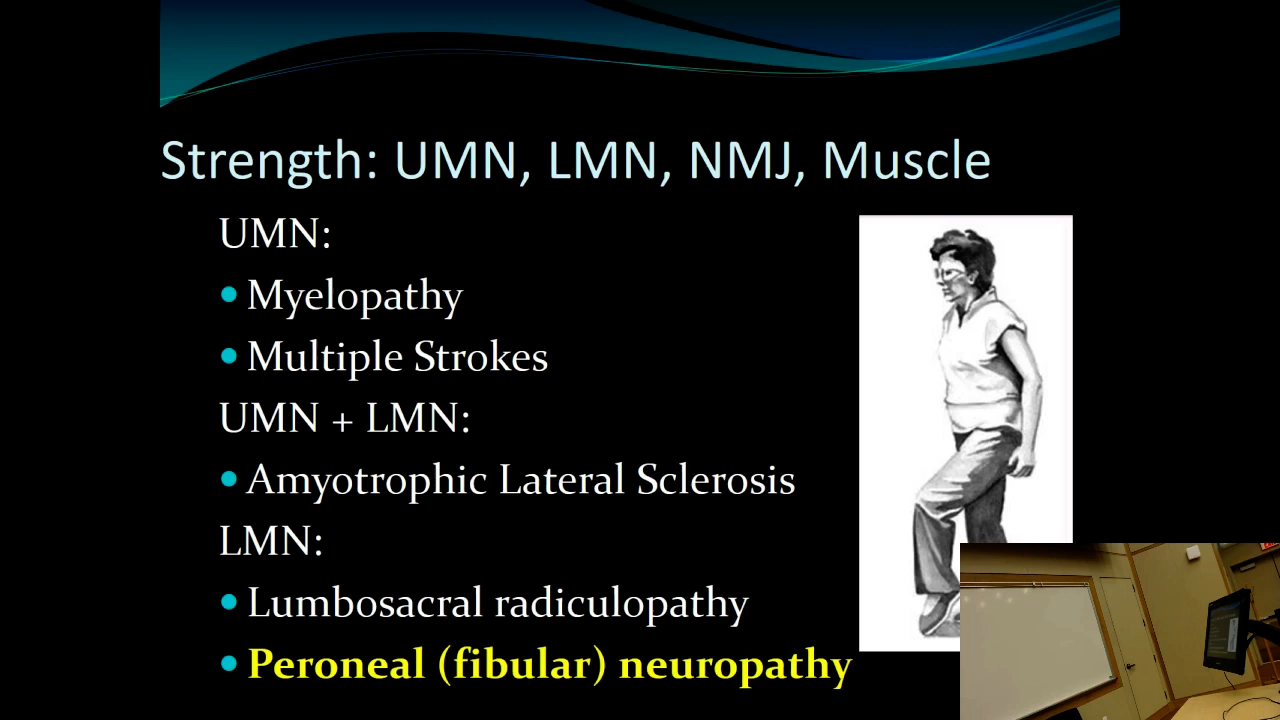 Strength: UMN, LMN, NMJ, Muscle
UMN:
• Myelopathy
• Multiple Strokes
UMN + LMN:
• Amyotrophic Lateral Sclerosis
LMN:
• Lumbosacral radiculopathy
• Peroneal (fibular) neuropathy